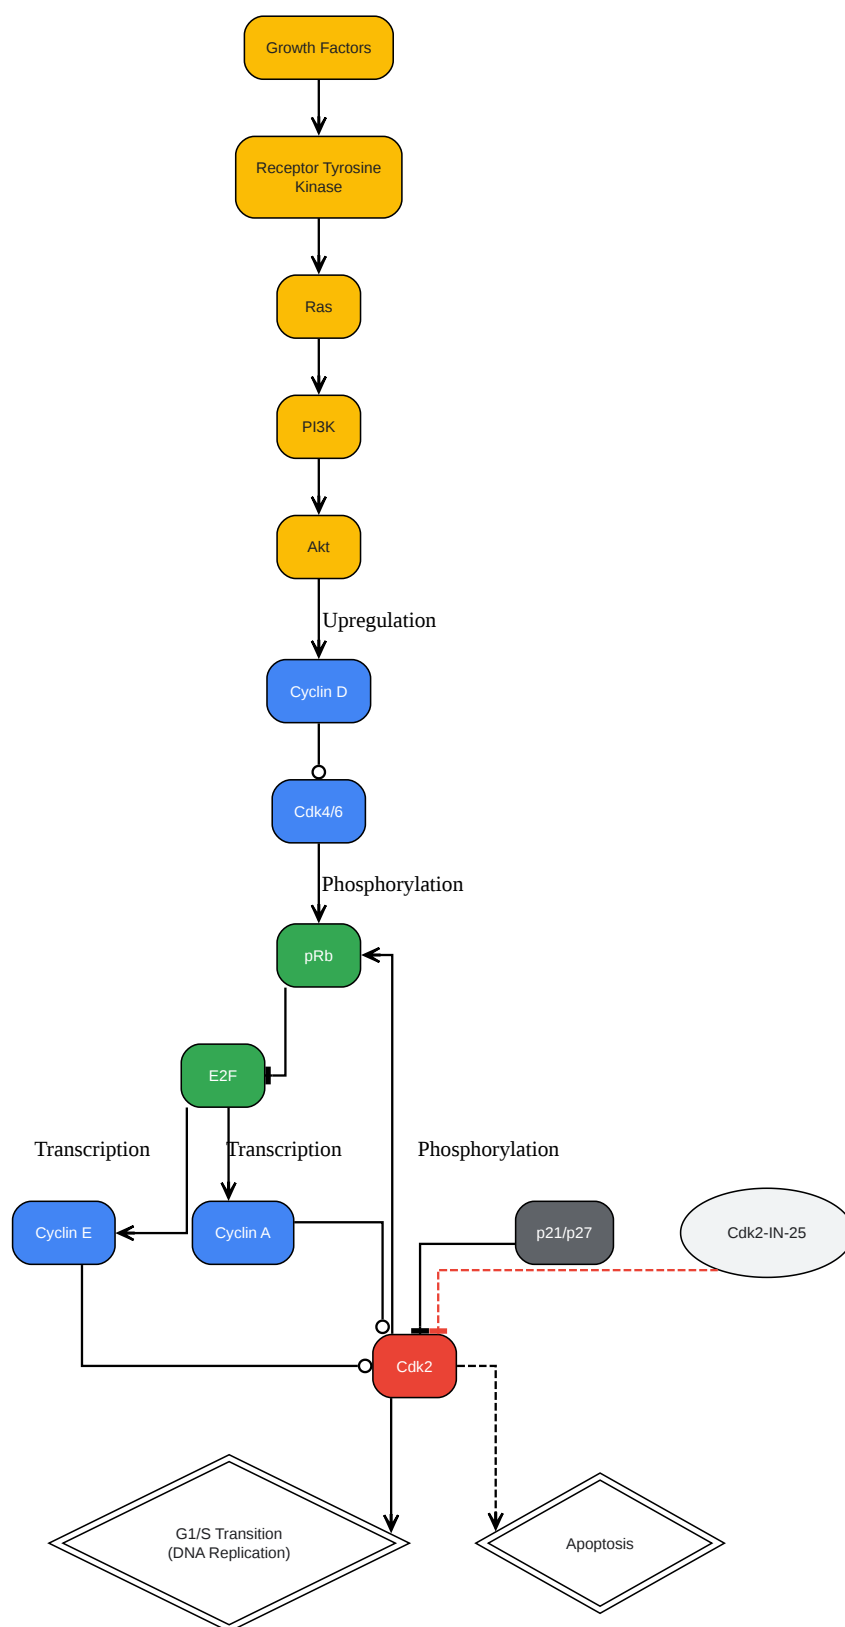 Growth Factors
Receptor Tyrosine
Kinase
Ras
PI3K
Akt
Upregulation
Cyclin D
Cdk4/6
Phosphorylation
pRb
E2F
Transcription
Transcription
Phosphorylation
Cyclin E
Cyclin A
p21/p27
Cdk2-IN-25
Cdk2
G1/S Transition
(DNA Replication)
Apoptosis